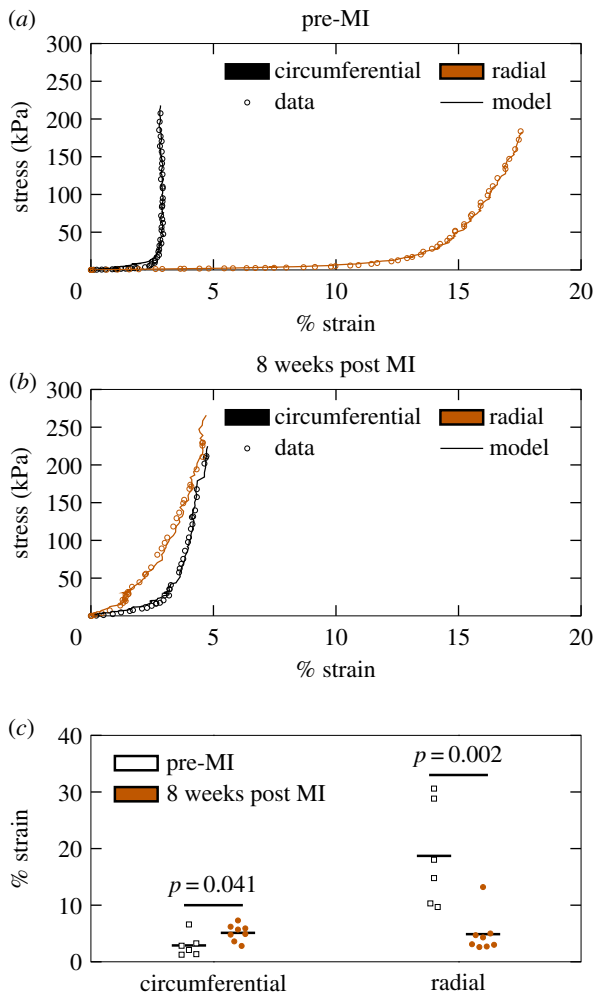 (a) pre-MI
300
250
200
150
100
50
0
stress (kPa)
circumferential radial
data model
0 5 10 15 20
% strain
(b) 8 weeks post MI
300
250
200
150
100
50
0
stress (kPa)
circumferential radial
data model
0 5 10 15 20
% strain
(c)
40
30
20
10
0
% strain
pre-MI
8 weeks post MI
p = 0.002
p = 0.041
circumferential radial